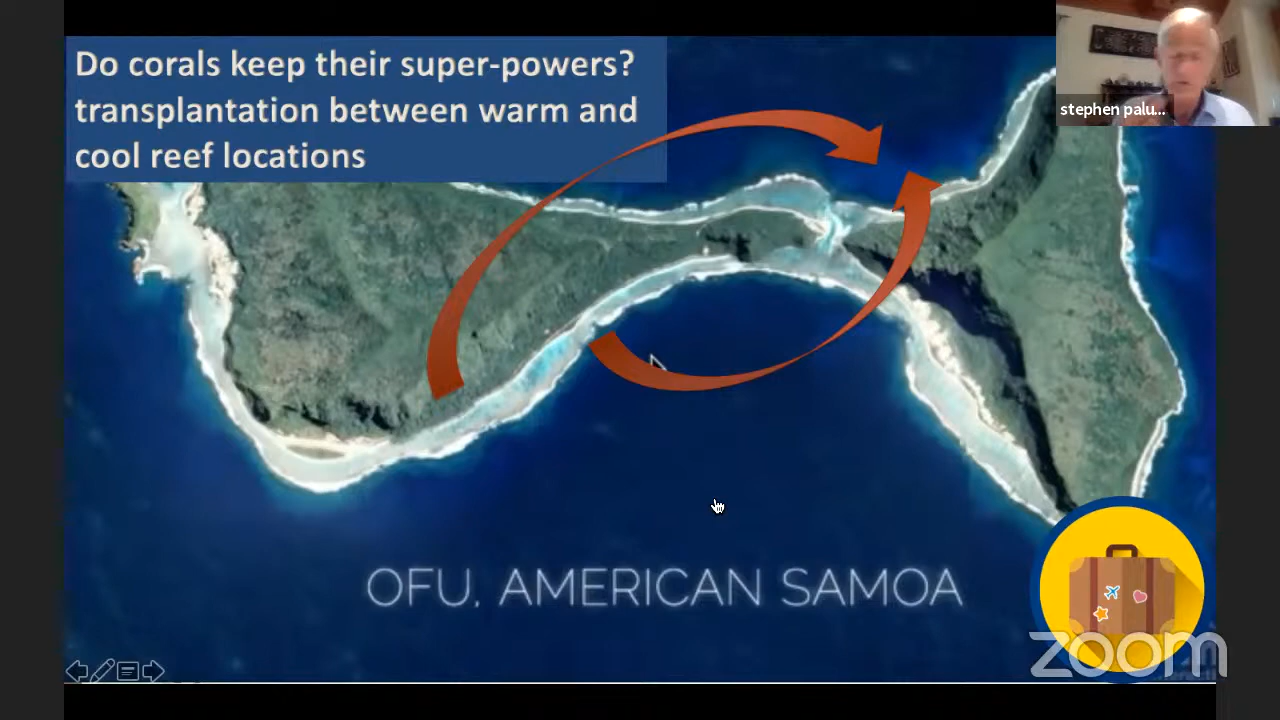 Do corals keep their super-powers?
transplantation between warm and
cool reef locations
stephen palu...
OFU, AMERICAN SAMOA
zoom